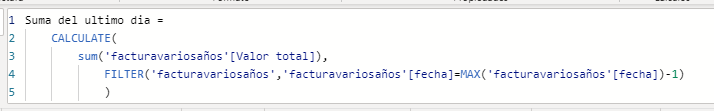 1 Suma del ultimo dia =
2 CALCULATE(
3 sum('facturavariosaños'[Valor total]),
4 FILTER('facturavariosaños','facturavariosaños'[fecha]=MAX('facturavariosaños'[fecha])-1)
5 )